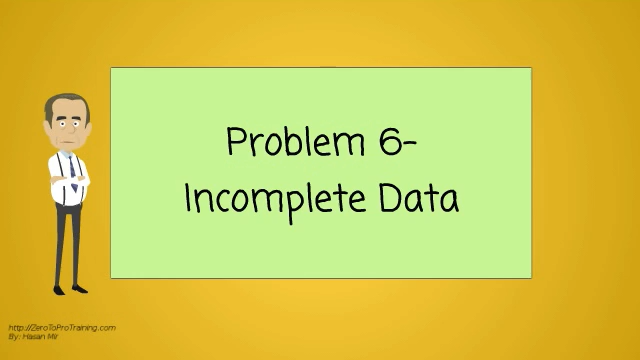 Problem 6-
Incomplete Data
http://ZeroToProTraining.com
By: Hasan Mir